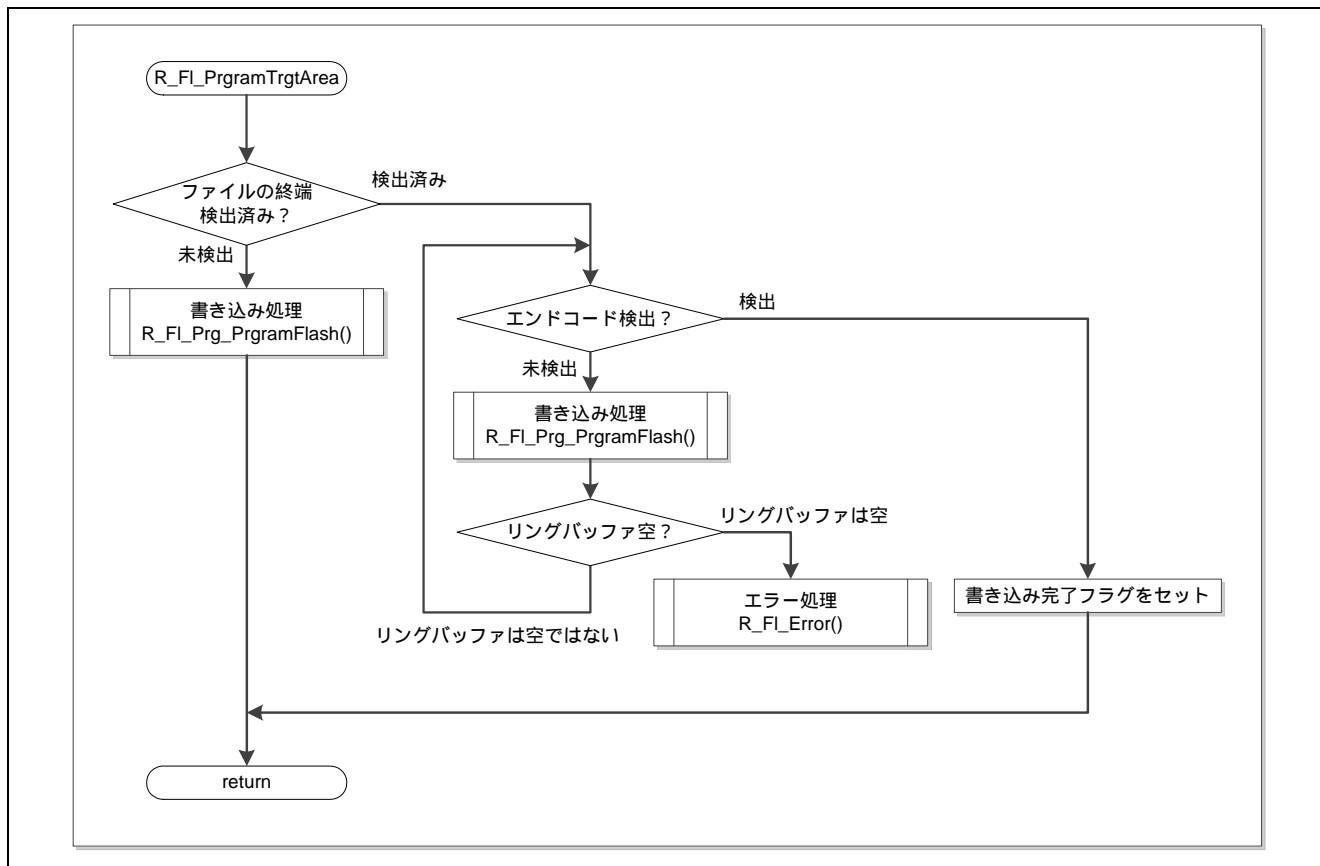 R_Fl_PrgramTrgtArea
ファイルの終端
検出済み？
検出済み
未検出
書き込み処理
R_Fl_Prg_PrgramFlash()
エンドコード検出？
検出
未検出
書き込み処理
R_Fl_Prg_PrgramFlash()
リングバッファ空？
リングバッファは空
リングバッファは空ではない
エラー処理
R_Fl_Error()
書き込み完了フラグをセット
return